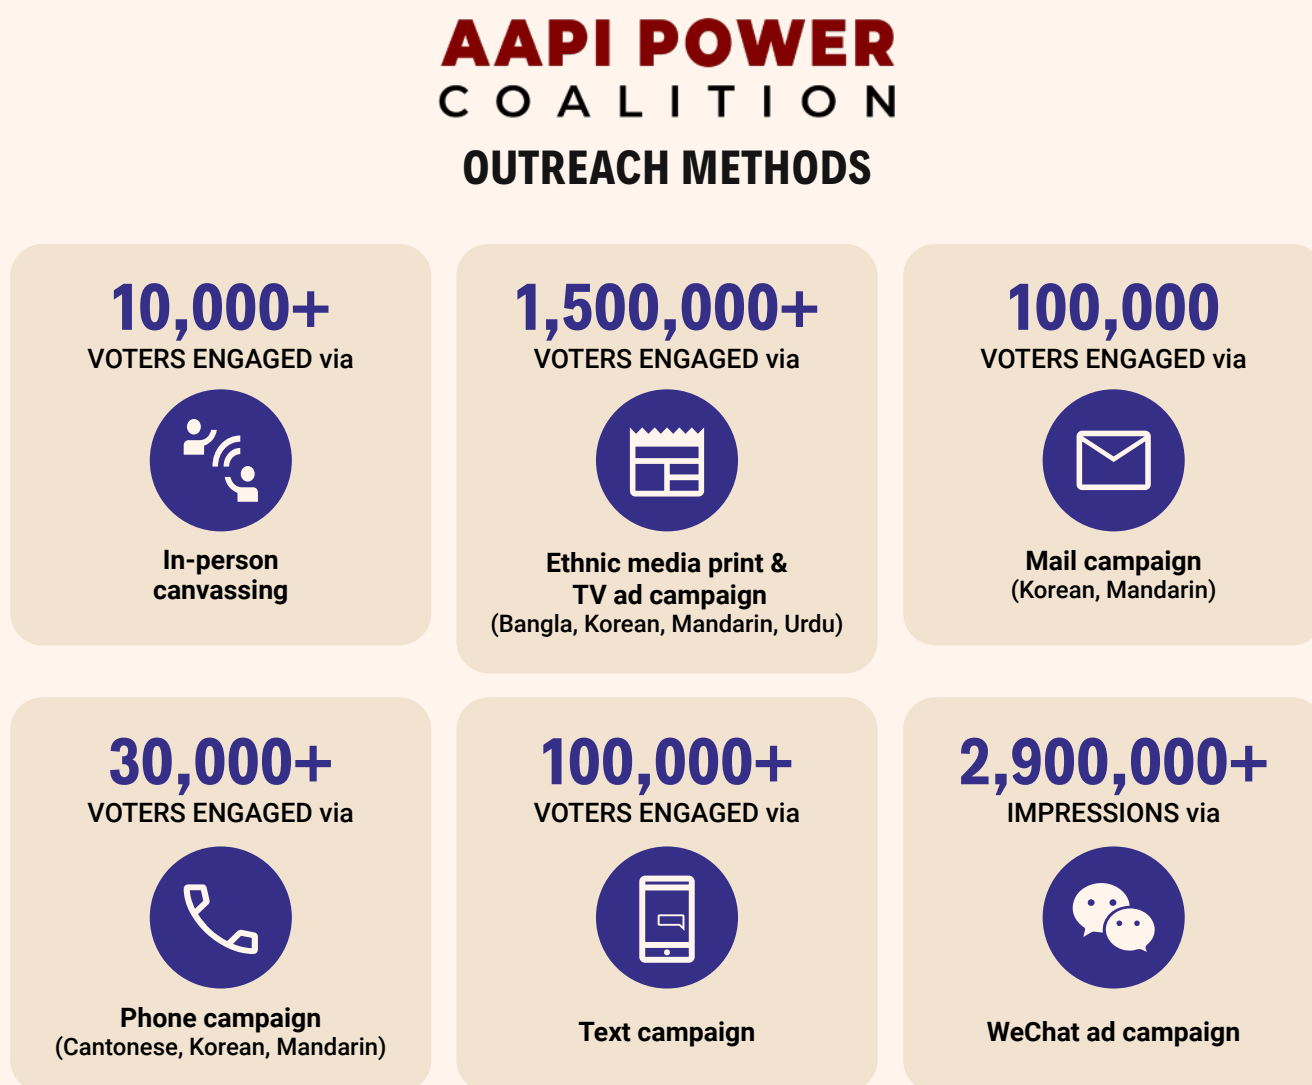 AAPI POWER
COALITION
OUTREACH METHODS
10,000+
VOTERS ENGAGED via
In-person
canvassing
1,500,000+
VOTERS ENGAGED via
Ethnic media print &
TV ad campaign
(Bangla, Korean, Mandarin, Urdu)
100,000
VOTERS ENGAGED via
Mail campaign
(Korean, Mandarin)
30,000+
VOTERS ENGAGED via
Phone campaign
(Cantonese, Korean, Mandarin)
100,000+
VOTERS ENGAGED via
Text campaign
2,900,000+
IMPRESSIONS via
WeChat ad campaign